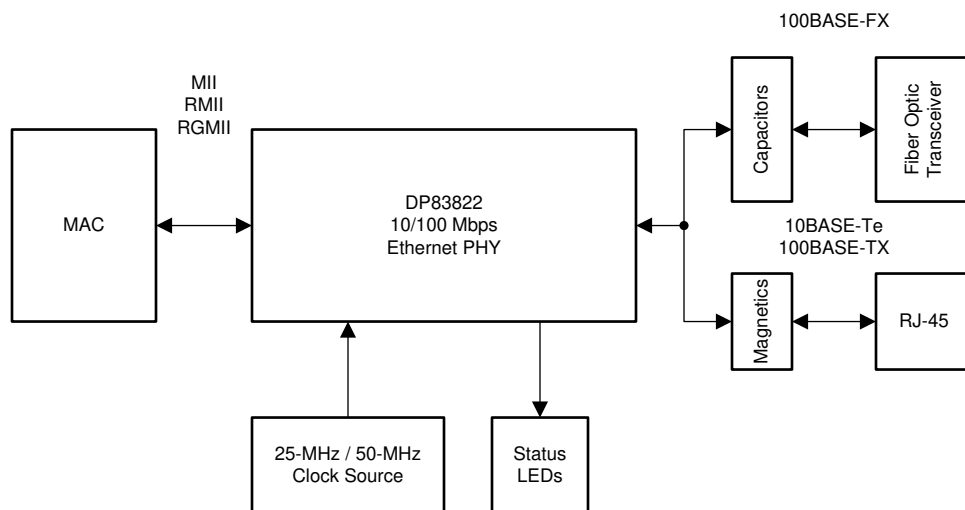 100BASE-FX
MII
RMII
RGMII
MAC
DP83822
10/100 Mbps
Ethernet PHY
Capacitors
Fiber Optic
Transceiver
10BASE-Te
100BASE-TX
Magnetics
RJ-45
25-MHz / 50-MHz
Clock Source
Status
LEDs